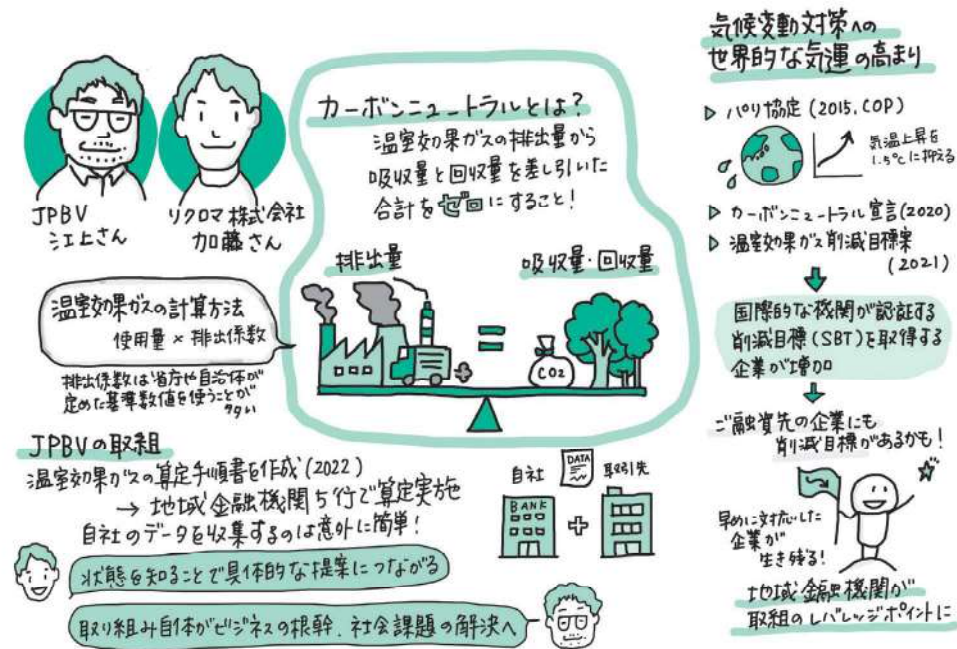 JPBV
江上さん
リクロマ株式会社
加藤さん
カーボンニュートラルとは?
温室効果ガスの排出量から
吸収量と回収量を差し引いた
合計をゼロにすること!
排出量
吸収量・回収量
CO2
温室効果ガスの計算方法
使用量×排出係数
排出係数は省庁や自治体が
定めた基準数値を使うことが
多い
JPBVの取組
温室効果ガスの算定手順書を作成(2022)
→地域金融機関5行で算定実施
自社のデータを収集するのは意外に簡単!
自社
DATA
取引先
BANK
状態を知ることで具体的な提案につながる
取り組み自体がビジネスの根幹、社会課題の解決へ
気候変動対策への
世界的な気運の高まり
パリ協定(2015,COP)
気温上昇を
1.5℃に抑える
カーボンニュートラル宣言(2020)
温室効果ガス削減目標案
(2021)
国際的な機関が認証する
削減目標(SBT)を取得する
企業が増加
ご融資先の企業にも
削減目標があるかも!
早めに対応した
企業が
生き残る!
地域金融機関が
取組のレバレッジポイントに